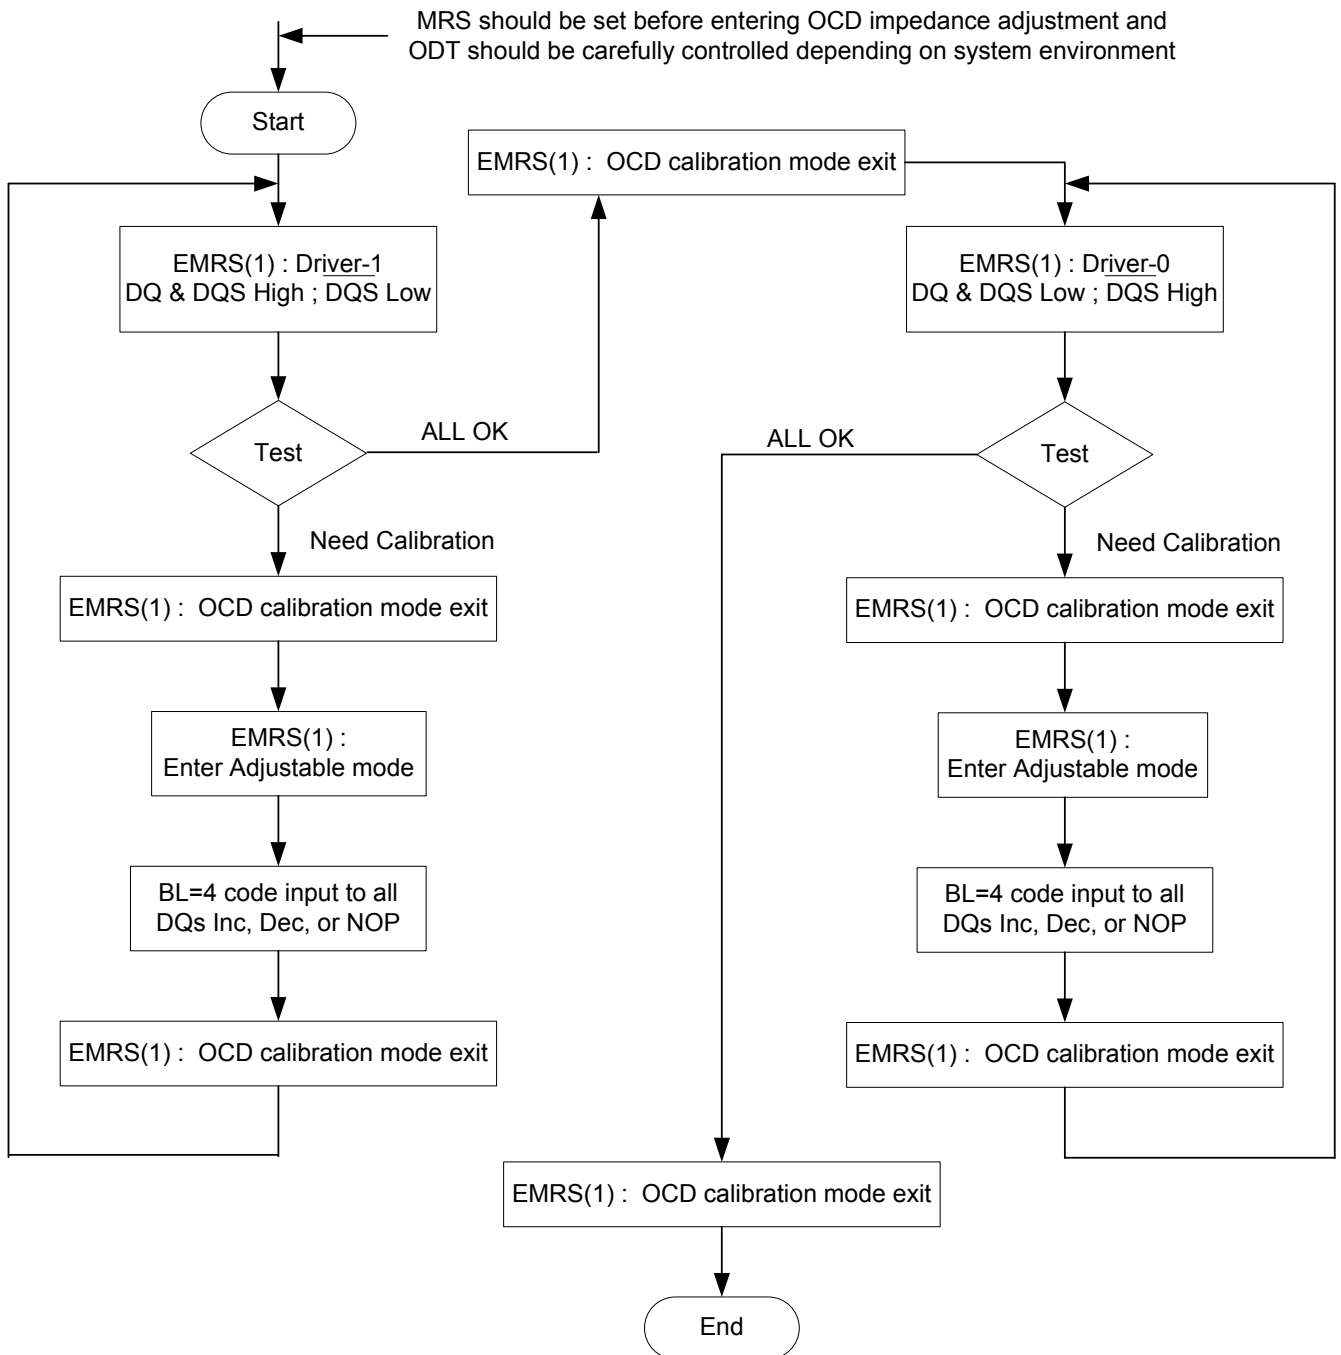 MRS should be set before entering OCD impedance adjustment and
ODT should be carefully controlled depending on system environment
Start
EMRS(1) : Driver-1
DQ & DQS High ; D̅Q̅S̅ Low
Test
ALL OK
Need Calibration
EMRS(1) : OCD calibration mode exit
EMRS(1) :
Enter Adjustable mode
BL=4 code input to all
DQs Inc, Dec, or NOP
EMRS(1) : OCD calibration mode exit
EMRS(1) : OCD calibration mode exit
EMRS(1) : Driver-0
DQ & DQS Low ; D̅Q̅S̅ High
Test
ALL OK
Need Calibration
EMRS(1) : OCD calibration mode exit
EMRS(1) :
Enter Adjustable mode
BL=4 code input to all
DQs Inc, Dec, or NOP
EMRS(1) : OCD calibration mode exit
EMRS(1) : OCD calibration mode exit
End